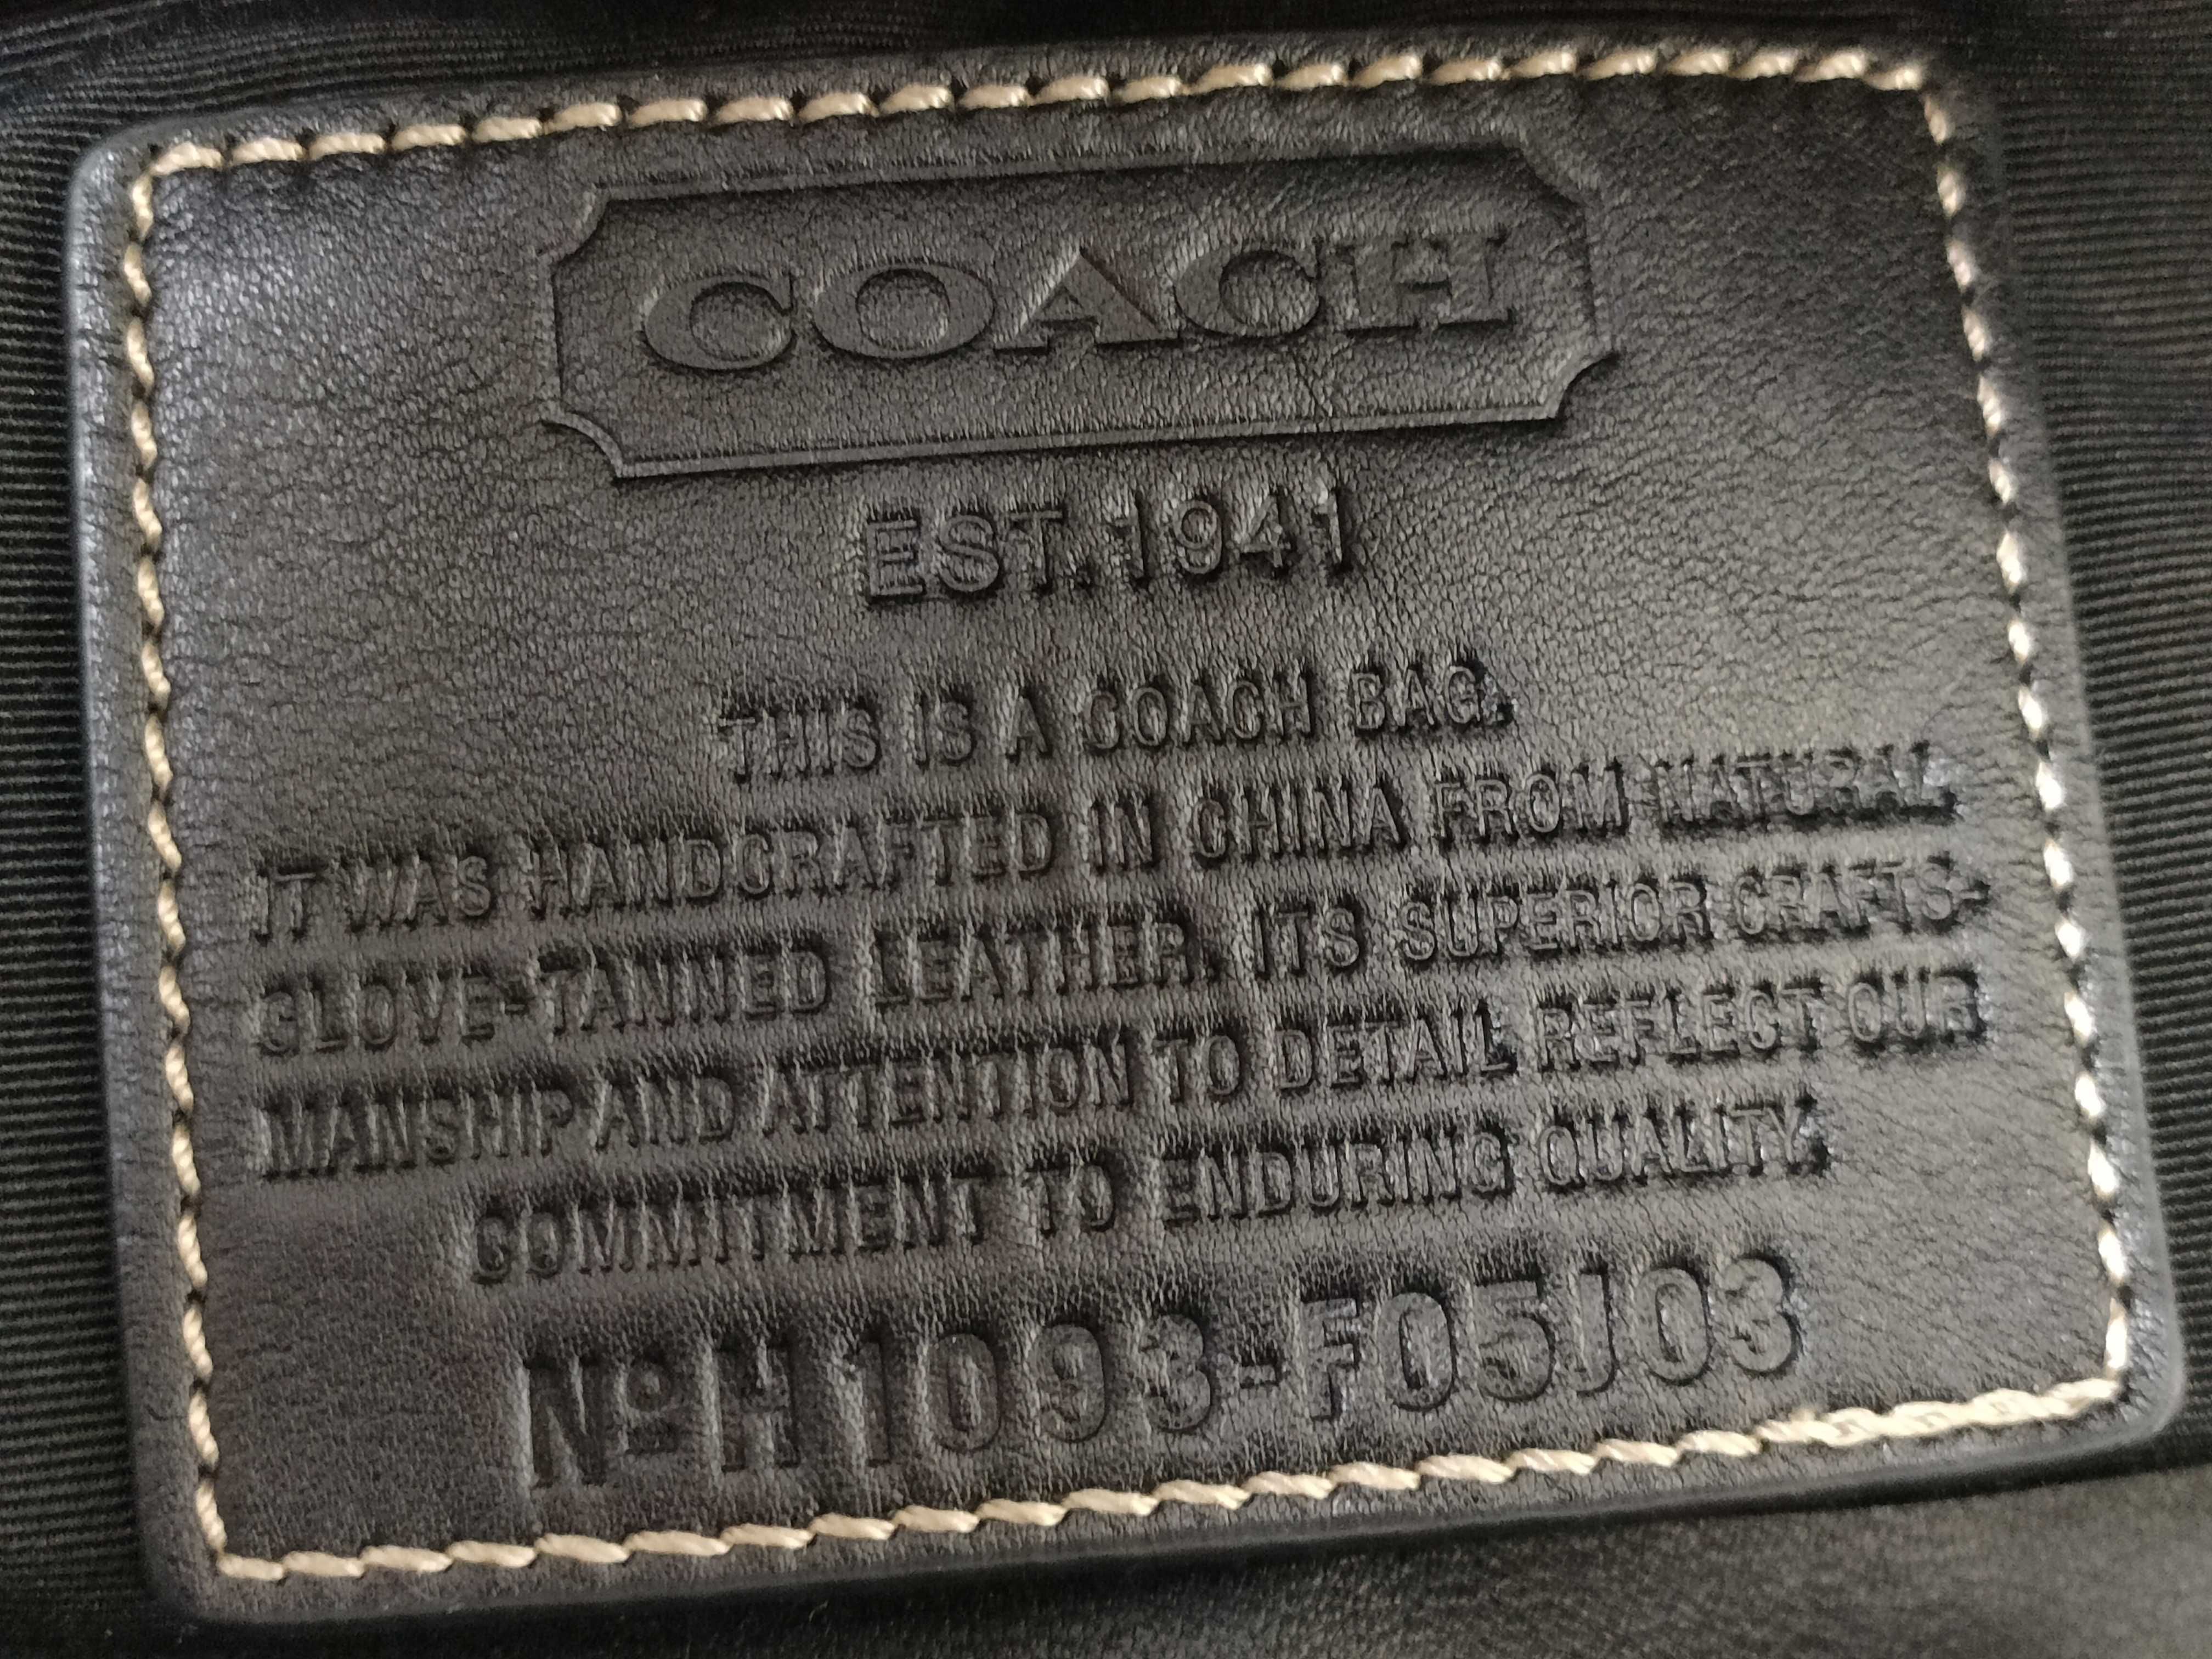 COACH
EST.1941
THIS IS A COACH BAG.
IT WAS HANDCRAFTED IN CHINA FROM NATURAL
GLOVE-TANNED LEATHER. ITS SUPERIOR CRAFTS-
MANSHIP AND ATTENTION TO DETAIL REFLECT OUR
COMMITMENT TO ENDURING QUALITY.
Nº H1093-F05J03